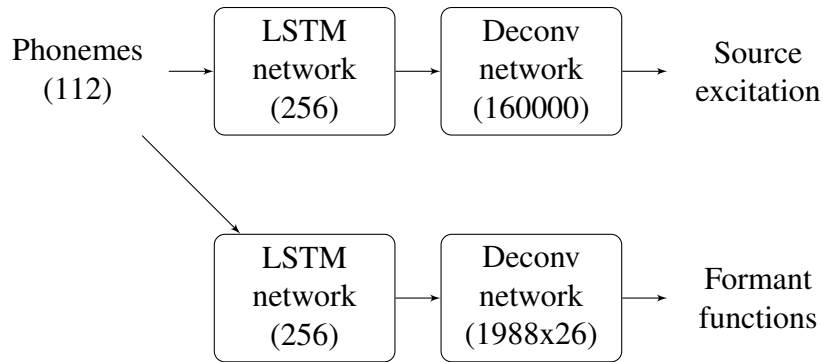 Phonemes
(112)
LSTM
network
(256)
Deconv
network
(160000)
Source
excitation
LSTM
network
(256)
Deconv
network
(1988x26)
Formant
functions